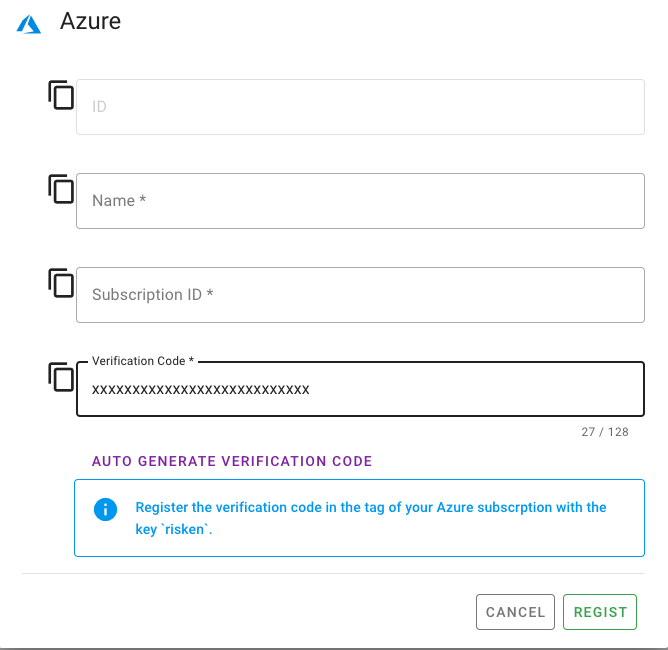 Azure
ID
Name *
Subscription ID *
Verification Code *
xxxxxxxxxxxxxxxxxxxxxxxxxxx
27 / 128
AUTO GENERATE VERIFICATION CODE
Register the verification code in the tag of your Azure subscrption with the
key `risken`.
CANCEL
REGIST